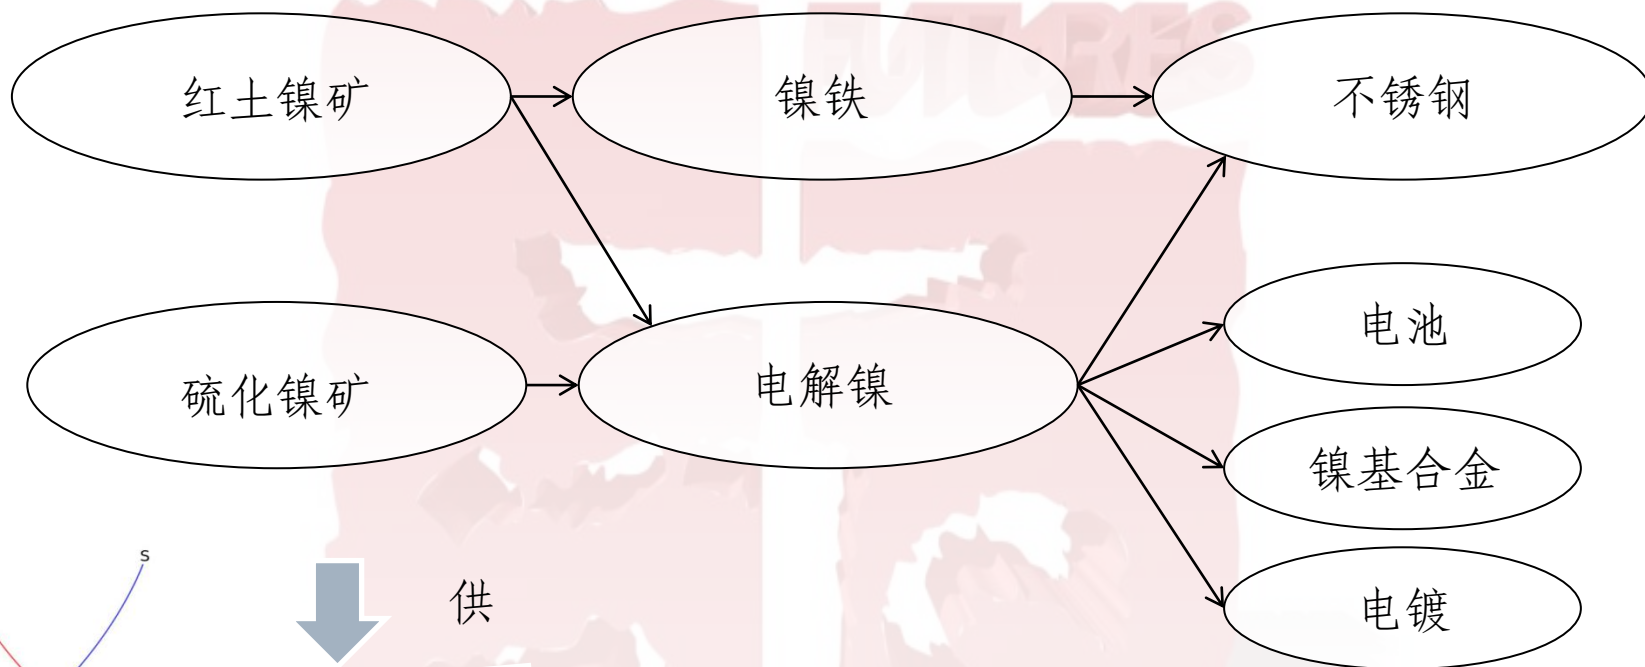 红土镍矿
镍铁
不锈钢
硫化镍矿
电解镍
电池
镍基合金
电镀
s
供
FUTURES